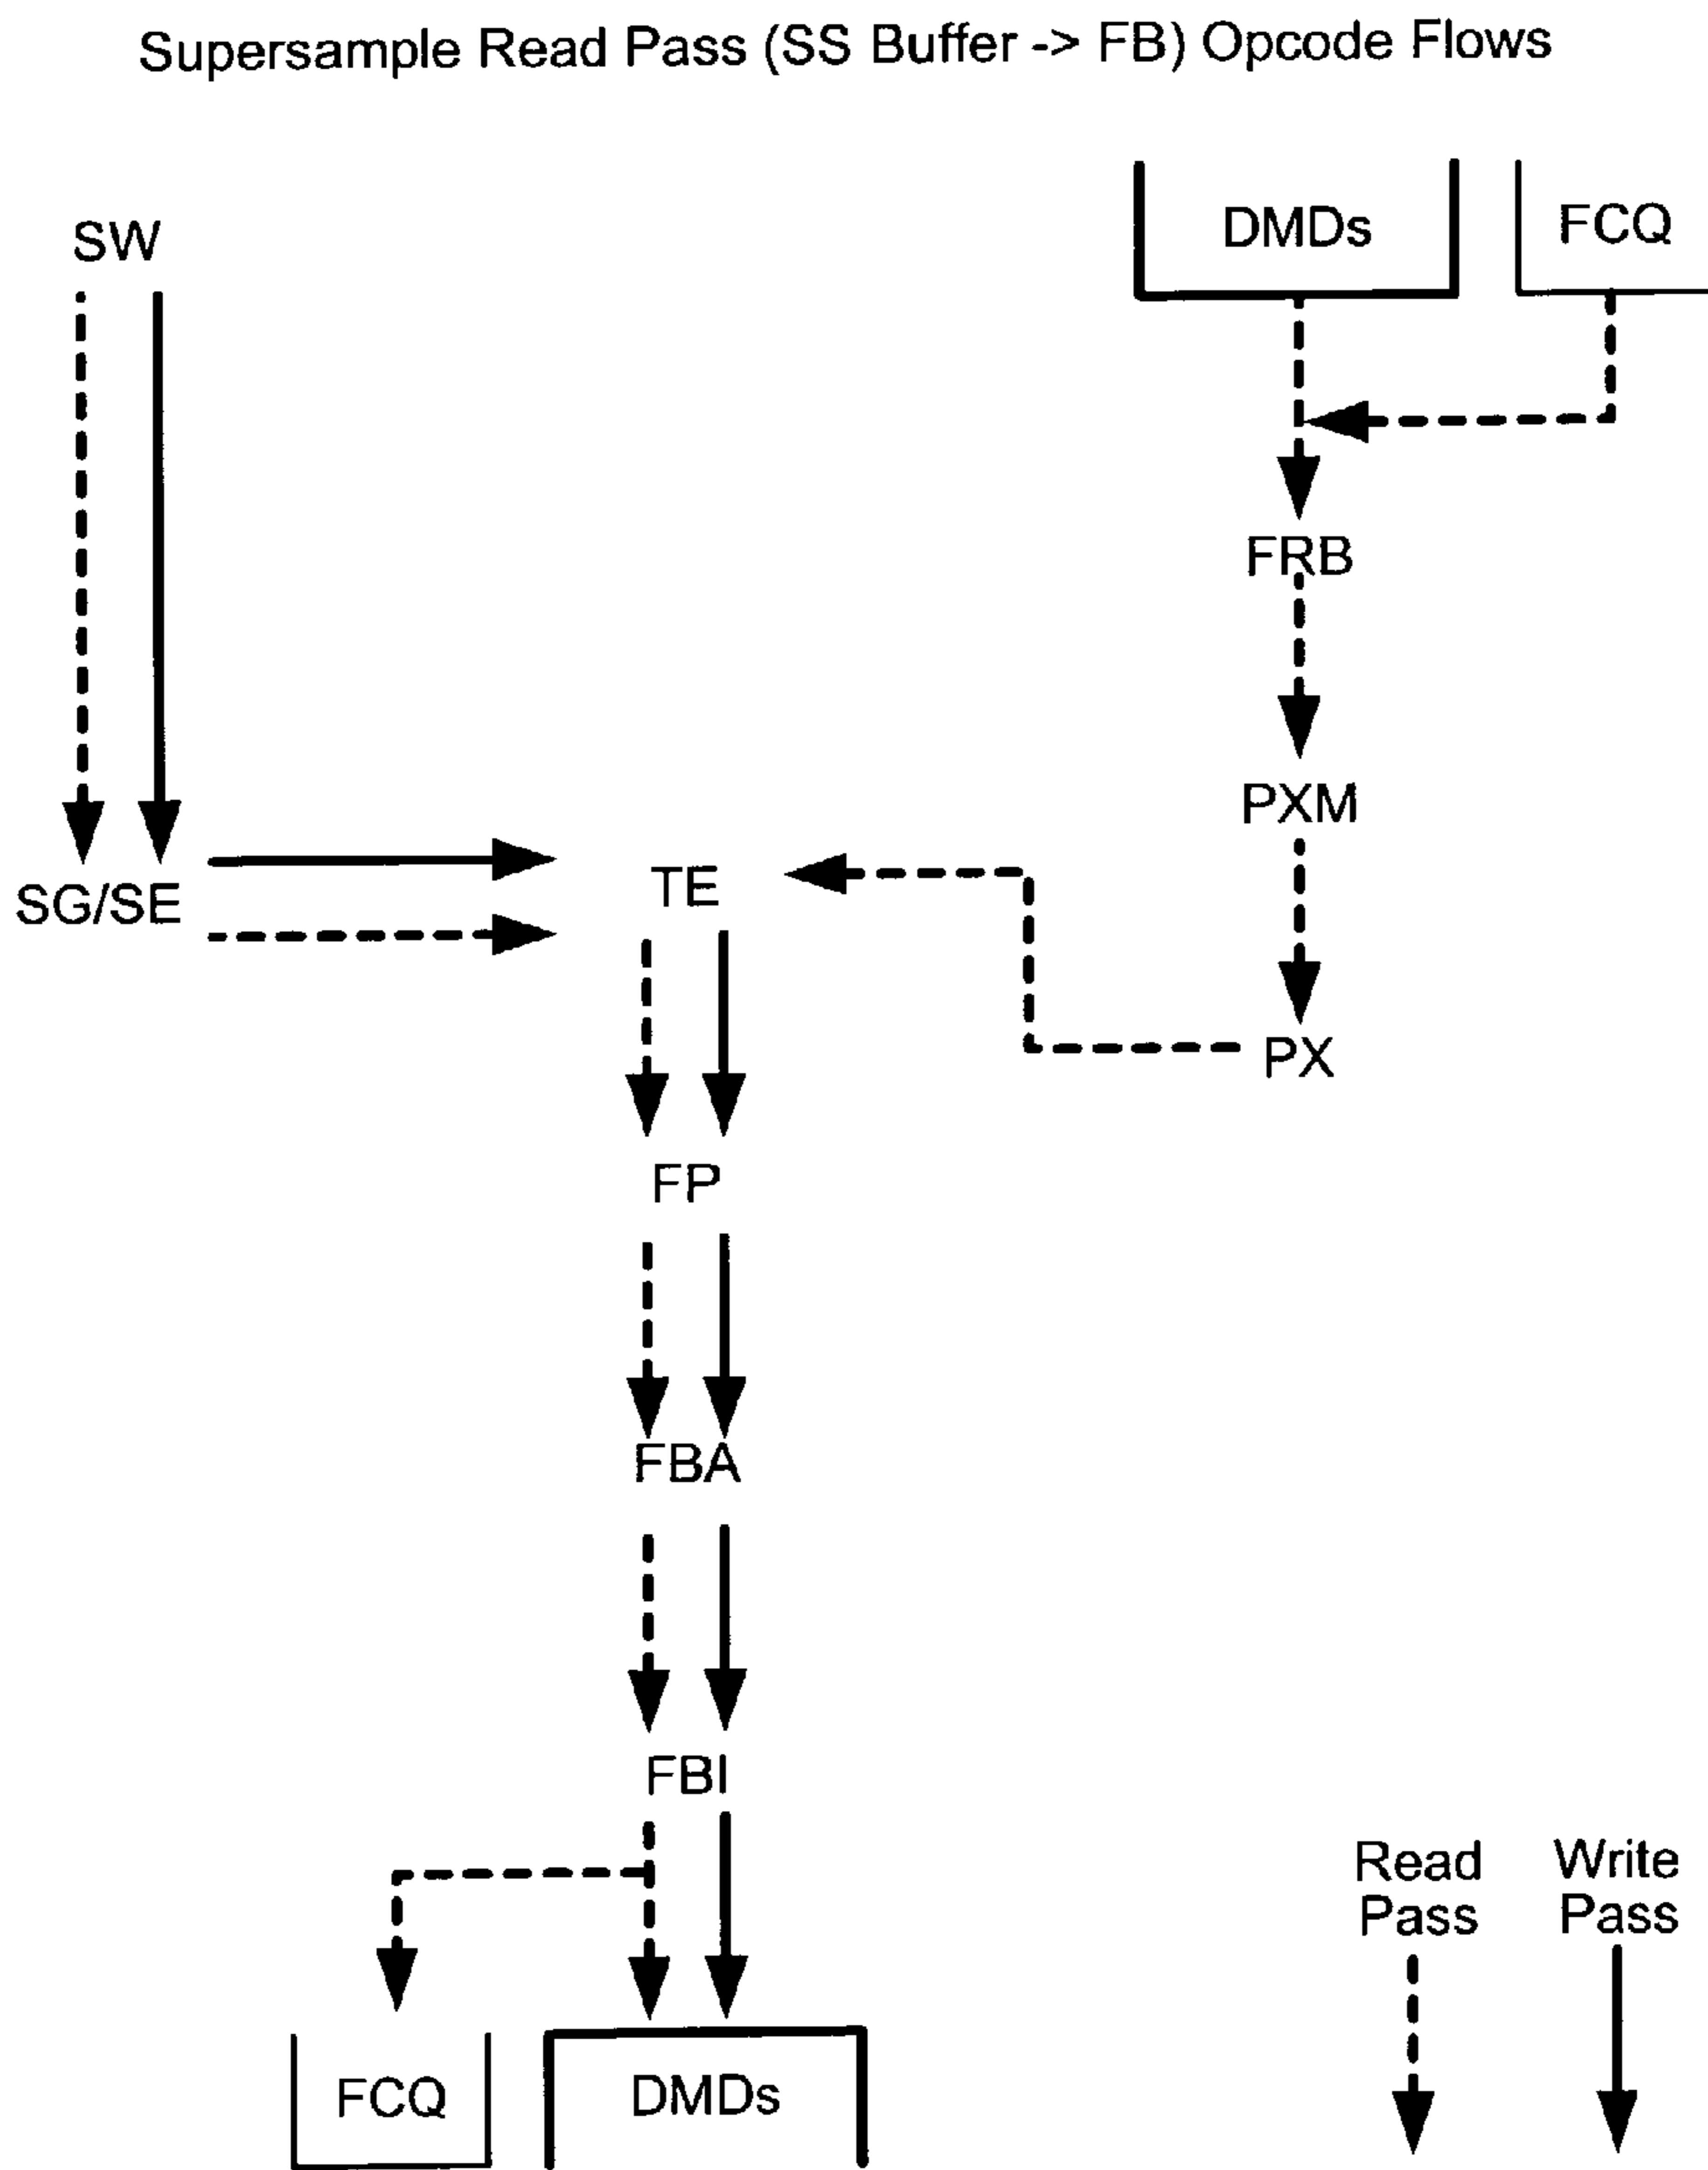 Supersample Read Pass (SS Buffer -> FB) Opcode Flows
SW
DMDs
FCQ
FRB
PXM
SG/SE
TE
PX
FP
FBA
FBI
Read
Pass
Write
Pass
FCQ
DMDs